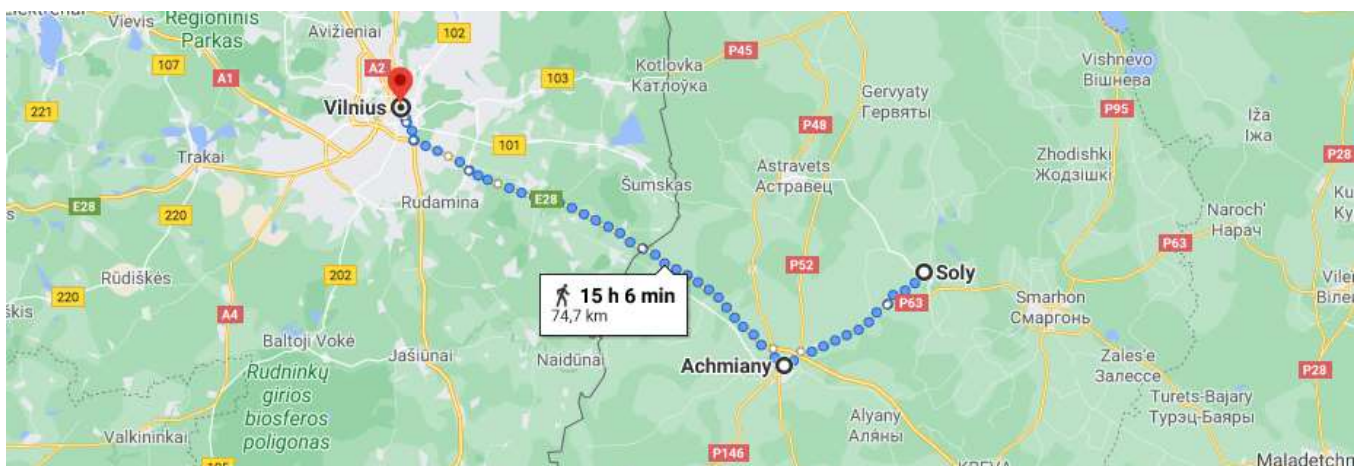 Vievis
Regioninis
Parkas
Avižieniai
102
107
A1
A2
103
Vilnius
221
101
Trakai
E28
220
Rudamina
E28
Šumskas
Rūdiškės
202
220
A4
Baltoji Vokė
Jašiūnai
Rudninkų
girios
biosferos
poligonas
Valkininkai
Naidūnai
15 h 6 min
74,7 km
P45
Kotlovka
КАТЛОЎКА
Gervyaty
Гервяты
P48
Astravets
Астравец
P52
Soly
P63
Achmiany
P146
Alyany
Аляны
Vishnevo
Вішнева
P95
Zhodishki
Жодзішкі
Smarhon
Смаргонь
Zales'e
Залессе
Turets-Bajary
Турэц-Баяры
Iža
Іжа
P28
Naroch'
Нарач
P63
P28
Maladetchn